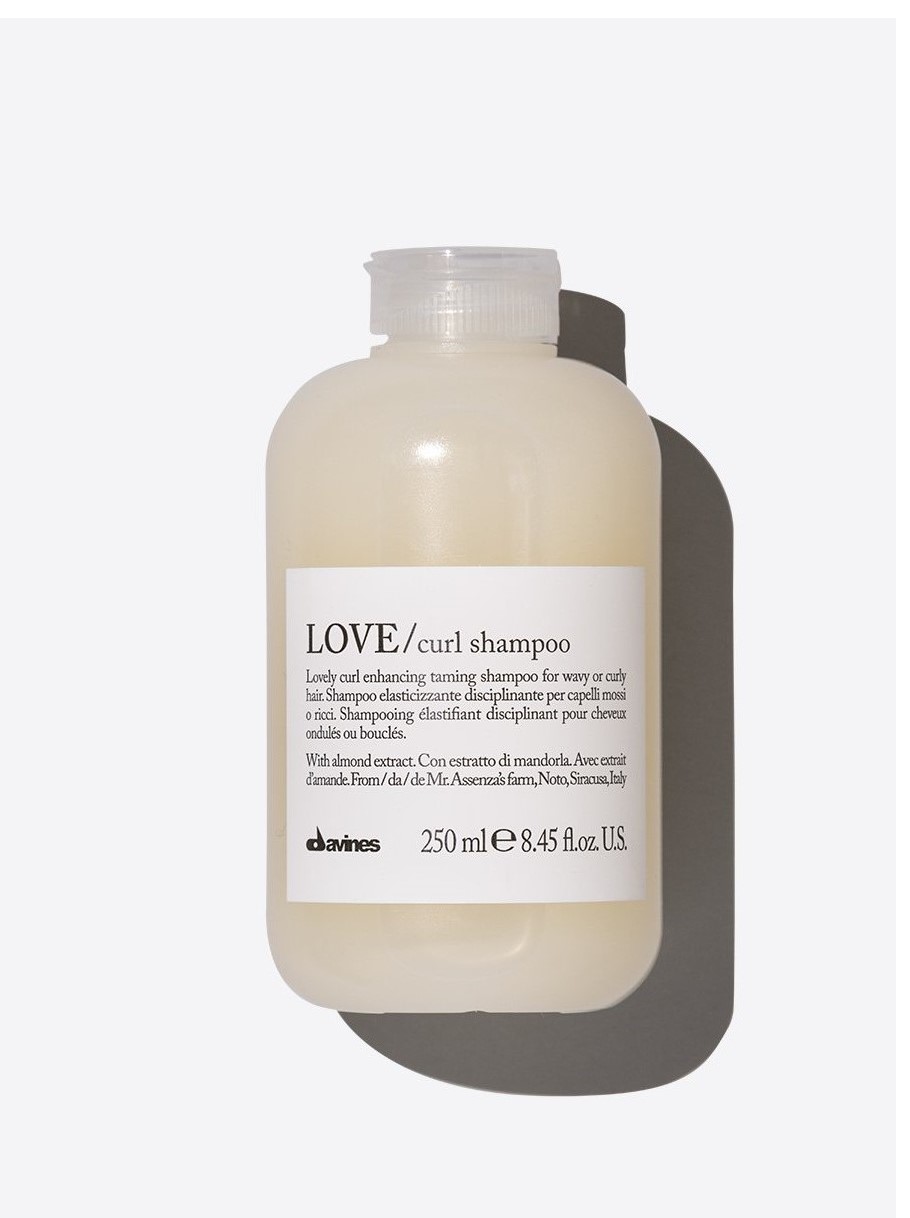 LOVE/curl shampoo
Lovely curl enhancing taming shampoo for wavy or curly
hair. Shampoo elasticizzante disciplinante per capelli mossi
o ricci. Shampooing élastifiant disciplinant pour cheveux
ondulés ou bouclés.
With almond extract. Con estratto di mandorla. Avec extrait
d'amande. From/da/de Mr. Assenza's farm, Noto, Siracusa, Italy
davines 250 ml ℮ 8.45 fl.oz. U.S.